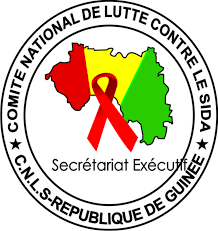 COMITE NATIONAL DE LUTTE CONTRE LE SIDA
Secrétariat Exécutif
★ C.N.L.S-REPUBLIQUE DE GUINEE ★